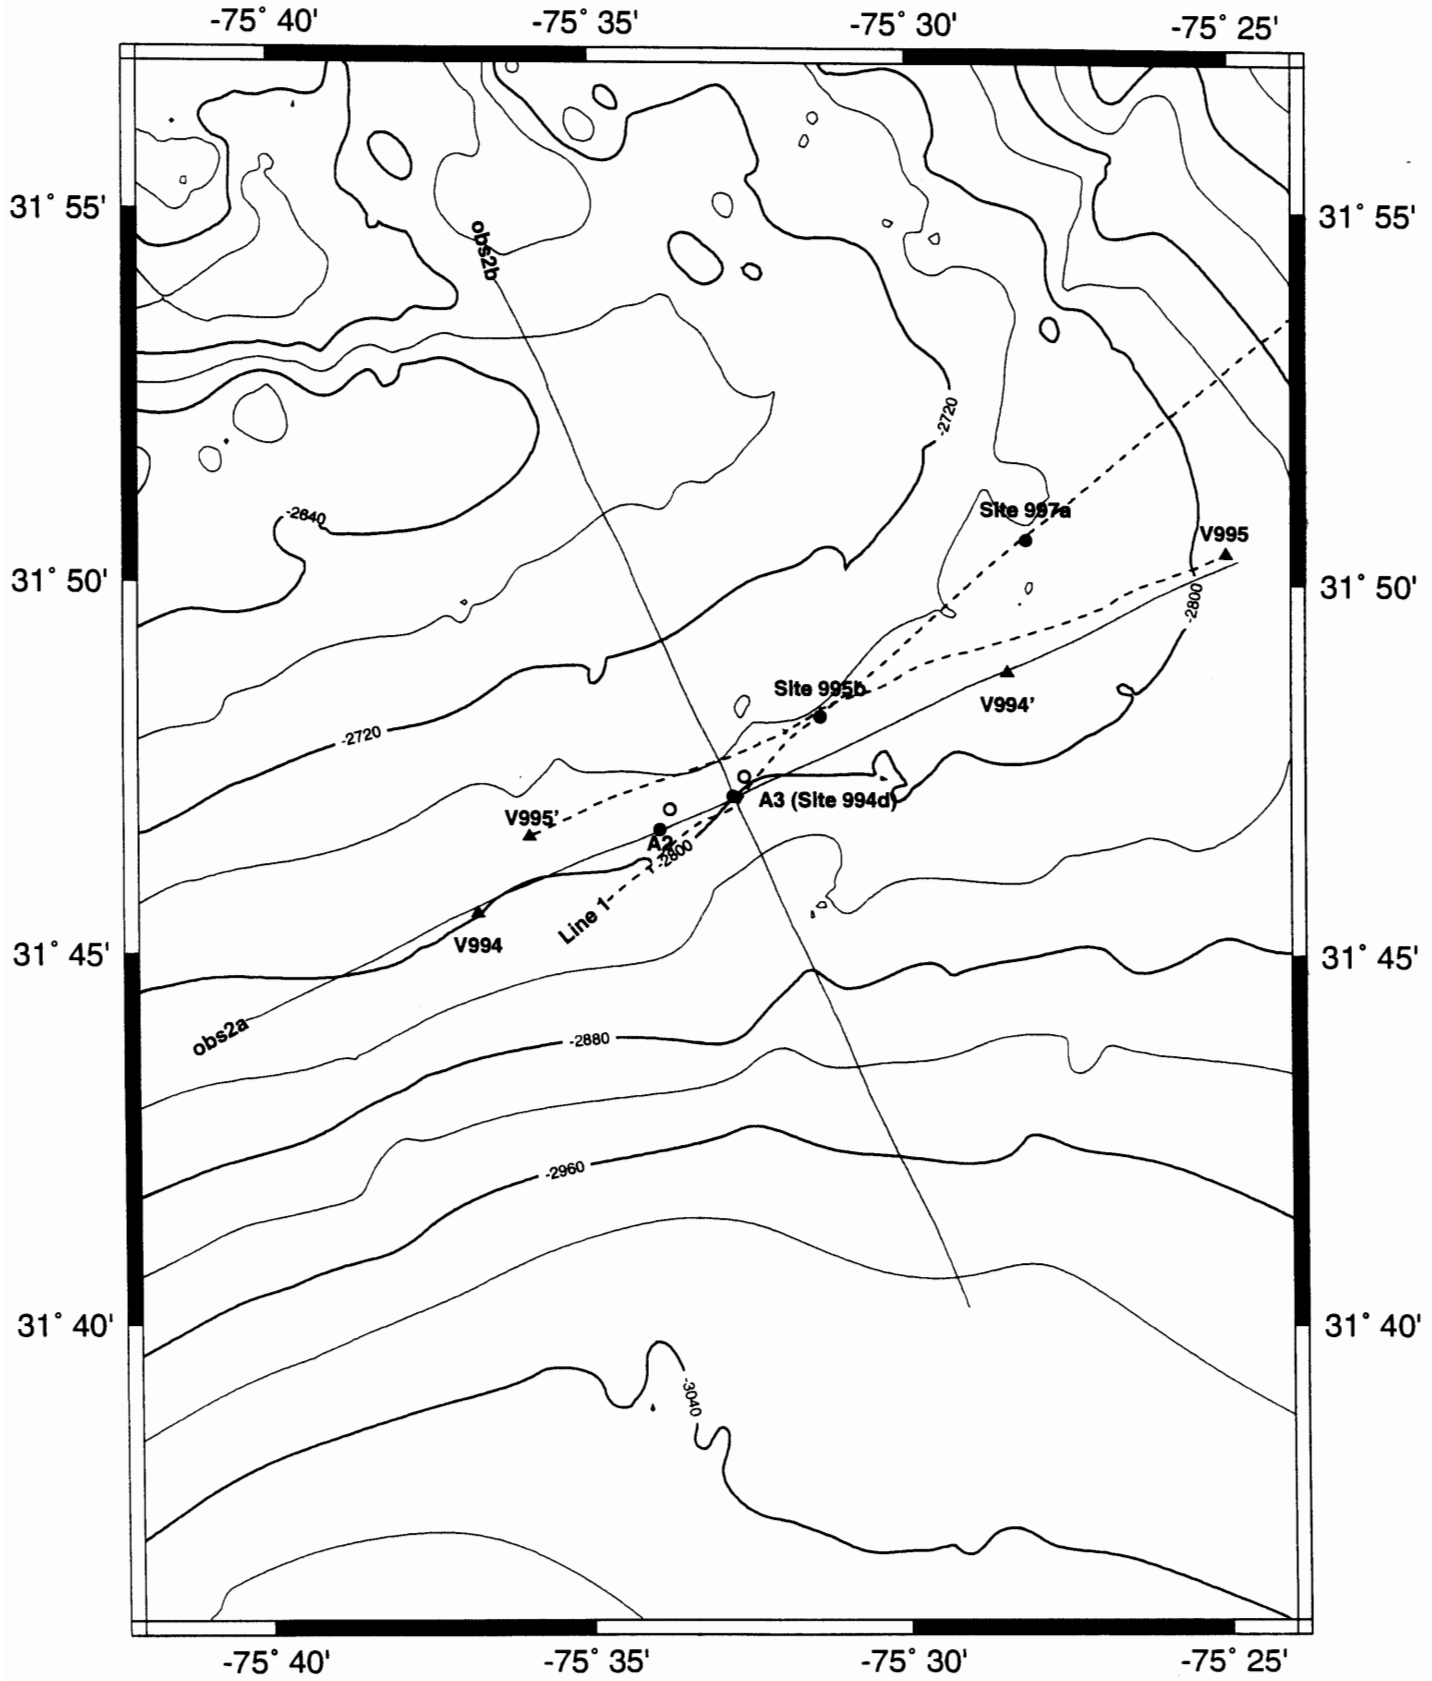 -75° 40' -75° 35' -75° 30' -75° 25'
31° 55' 31° 55'
obs2b
-2720
-2840
Site 997a
V995
31° 50' 31° 50'
-2800
Site 995b
V994'
-2720
A3 (Site 994d)
V995'
A2
-2800
Line 1
V994
31° 45' 31° 45'
obs2a
-2880
-2960
31° 40' 31° 40'
-3040
-75° 40' -75° 35' -75° 30' -75° 25'